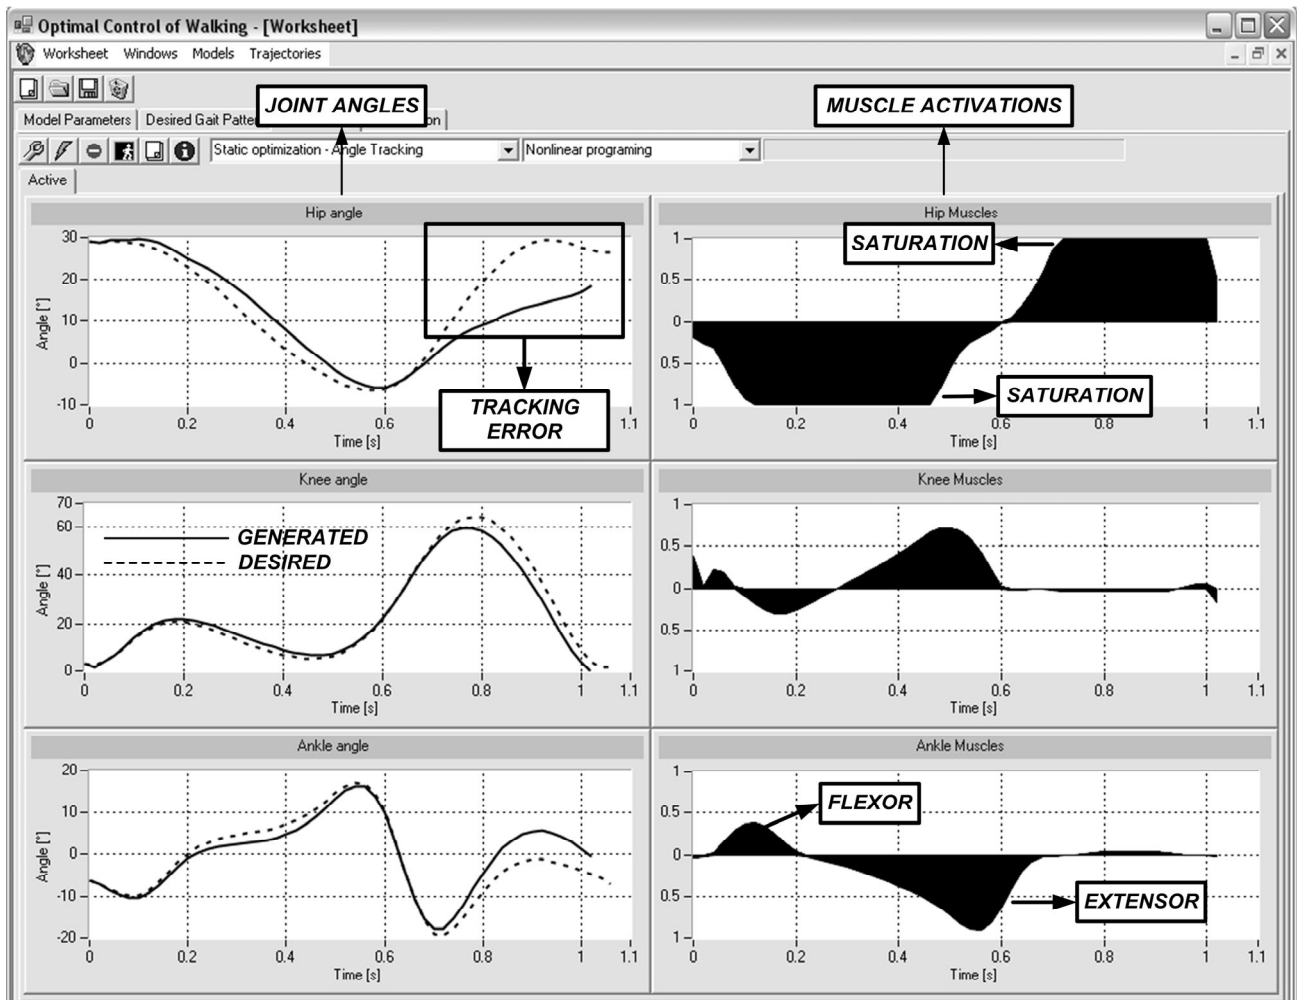 Optimal Control of Walking - [Worksheet]
Worksheet Windows Models Trajectories
JOINT ANGLES
MUSCLE ACTIVATIONS
Model Parameters Desired Gait Patter on
Static optimization - Angle Tracking Nonlinear programing
Active
Hip angle
30
20
10
0
-10
Angle [°]
0 0.2 0.4 0.6 1.1
Time [s]
TRACKING
ERROR
Hip Muscles
SATURATION
SATURATION
1
0.5
0
0.5
1
0 0.2 0.4 0.6 0.8 1 1.1
Time [s]
Knee angle
70
60
40
20
0
Angle [°]
GENERATED
DESIRED
0 0.2 0.4 0.6 0.8 1 1.1
Time [s]
Knee Muscles
1
0.5
0
0.5
1
0 0.2 0.4 0.6 0.8 1 1.1
Time [s]
Ankle angle
20
10
0
-10
-20
Angle [°]
0 0.2 0.4 0.6 0.8 1 1.1
Time [s]
Ankle Muscles
1
0.5
0
0.5
1
FLEXOR
EXTENSOR
0 0.2 0.4 0.6 0.8 1 1.1
Time [s]